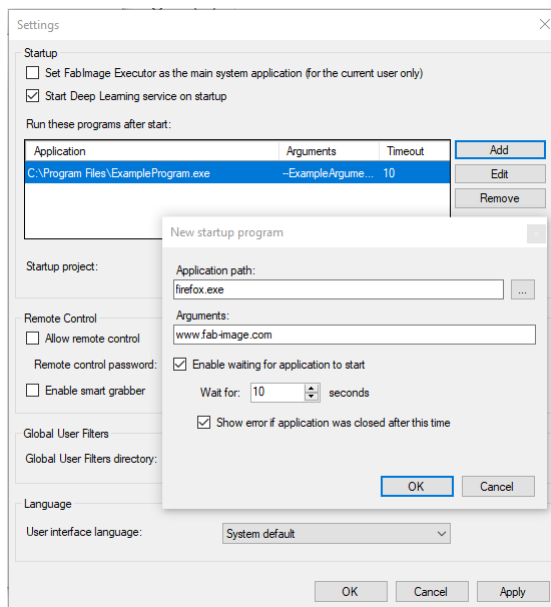 Settings
Startup
Set FabImage Executor as the main system application (for the current user only)
Start Deep Learning service on startup
Run these programs after start:
Application Arguments Timeout
Add
C:\Program Files\ExampleProgram.exe --ExampleArgume... 10
Edit
Remove
New startup program
Startup project:
Application path:
firefox.exe
...
Arguments:
www.fab-image.com
Remote Control
Allow remote control
Remote control password:
Enable waiting for application to start
Wait for: 10 seconds
Enable smart grabber
Show error if application was closed after this time
Global User Filters
Global User Filters directory:
OK Cancel
Language
User interface language: System default
OK Cancel Apply